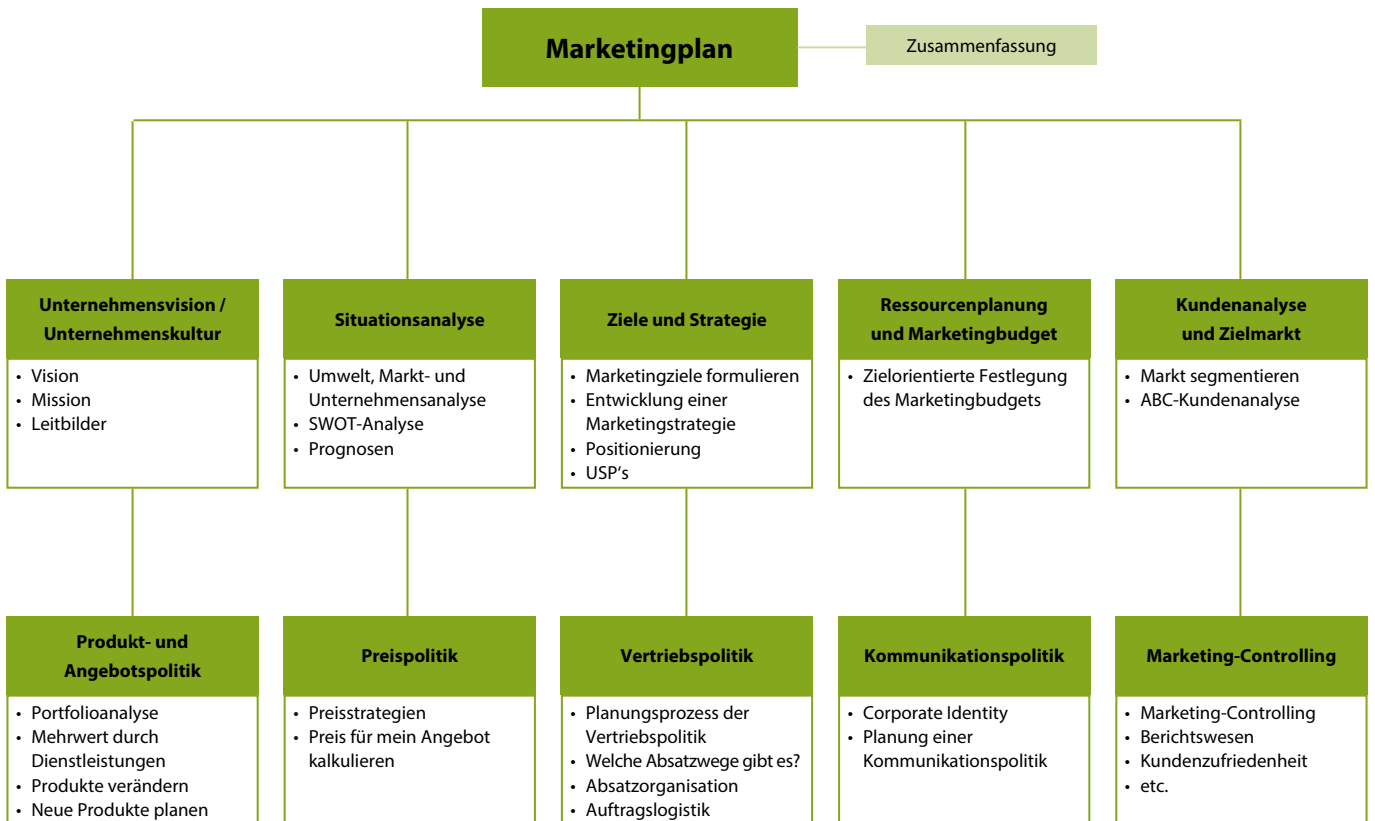 Marketingplan
Zusammenfassung
Unternehmensvision /
Unternehmenskultur
• Vision
• Mission
• Leitbilder
Situationsanalyse
• Umwelt, Markt- und
Unternehmensanalyse
• SWOT-Analyse
• Prognosen
Ziele und Strategie
• Marketingziele formulieren
• Entwicklung einer
Marketingstrategie
• Positionierung
• USP‘s
Ressourcenplanung
und Marketingbudget
• Zielorientierte Festlegung
des Marketingbudgets
Kundenanalyse
und Zielmarkt
• Markt segmentieren
• ABC-Kundenanalyse
Produkt- und
Angebotspolitik
• Portfolioanalyse
• Mehrwert durch
Dienstleistungen
• Produkte verändern
• Neue Produkte planen
Preispolitik
• Preisstrategien
• Preis für mein Angebot
kalkulieren
Vertriebspolitik
• Planungsprozess der
Vertriebspolitik
• Welche Absatzwege gibt es?
• Absatzorganisation
• Auftragslogistik
Kommunikationspolitik
• Corporate Identity
• Planung einer
Kommunikationspolitik
Marketing-Controlling
• Marketing-Controlling
• Berichtswesen
• Kundenzufriedenheit
• etc.